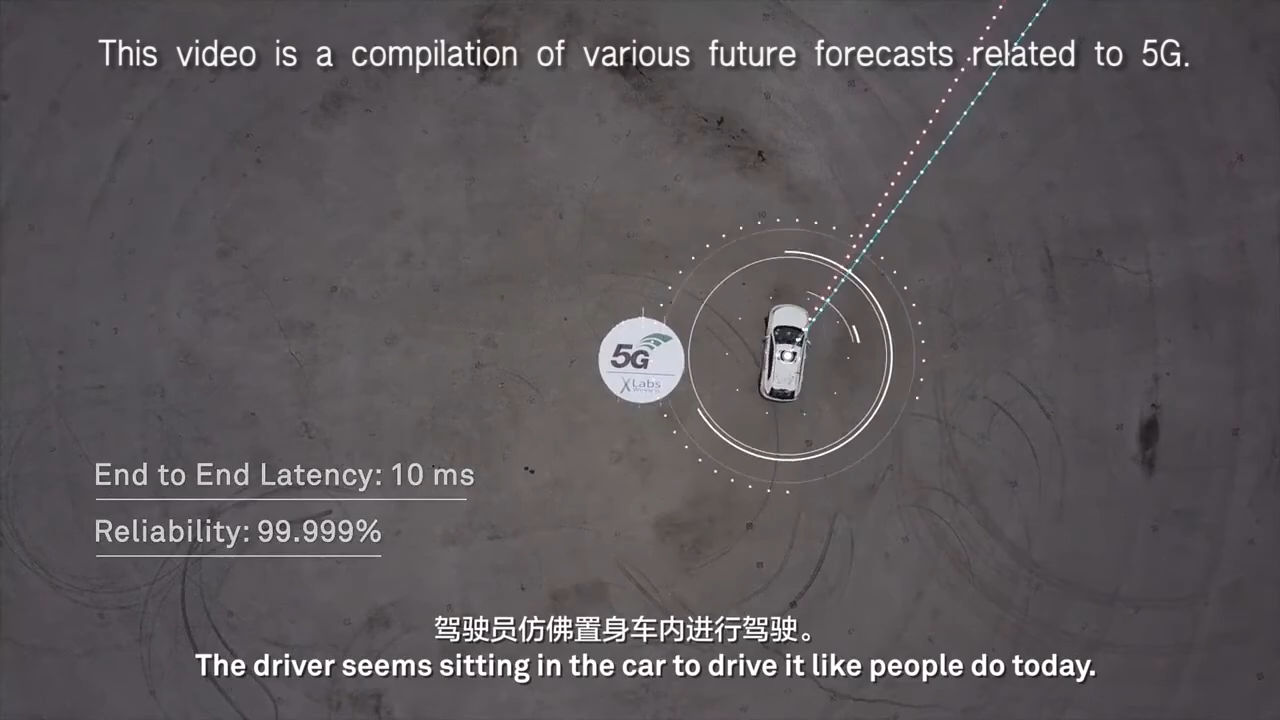 This video is a compilation of various future forecasts related to 5G.
5G
X Labs
End to End Latency: 10 ms
Reliability: 99.999%
驾驶员仿佛置身车内进行驾驶。
The driver seems sitting in the car to drive it like people do today.